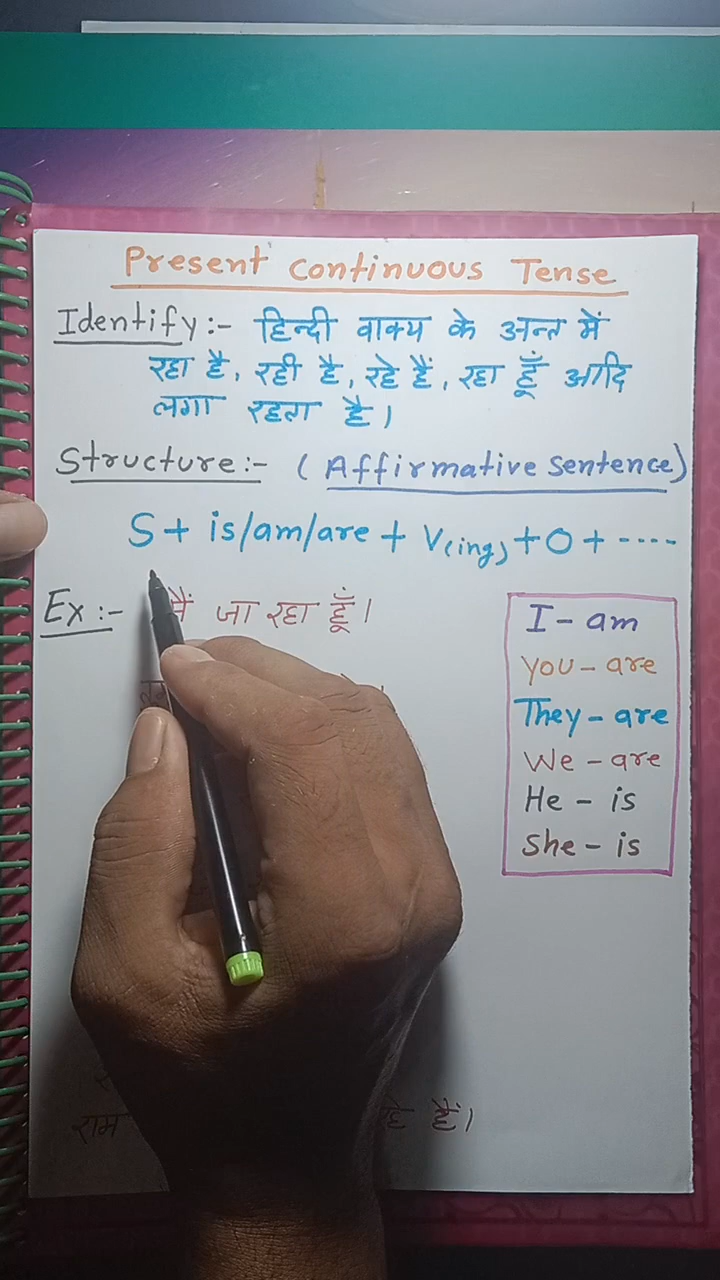 Present Continuous Tense
Identify:- हिन्दी वाक्य के अन्त में
रहा है, रही है, रहे हैं, रहा हूँ आदि
लगा रहता है।
Structure:- (Affirmative sentence)
S + is/am/are + V(ing) + O + ----
Ex:- मैं जा रहा हूँ।
I - am
You - are
They - are
We - are
He - is
She - is
राम हैं।